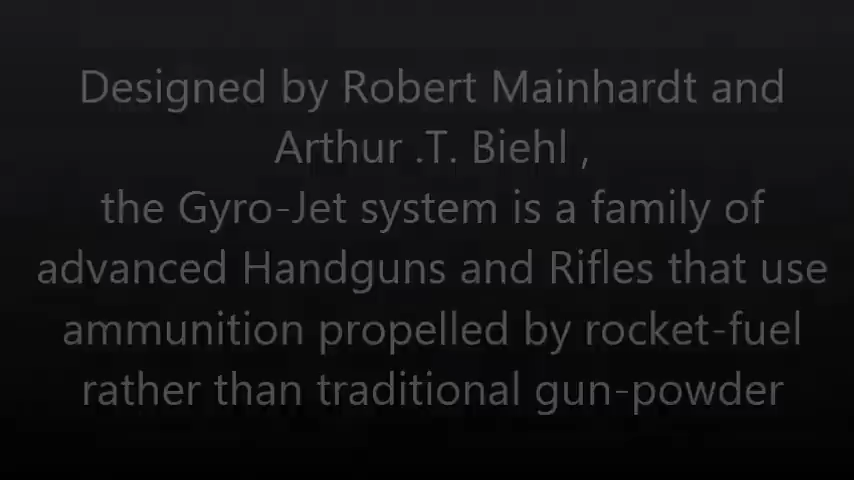 Designed by Robert Mainhardt and
Arthur .T. Biehl ,
the Gyro-Jet system is a family of
advanced Handguns and Rifles that use
ammunition propelled by rocket-fuel
rather than traditional gun-powder